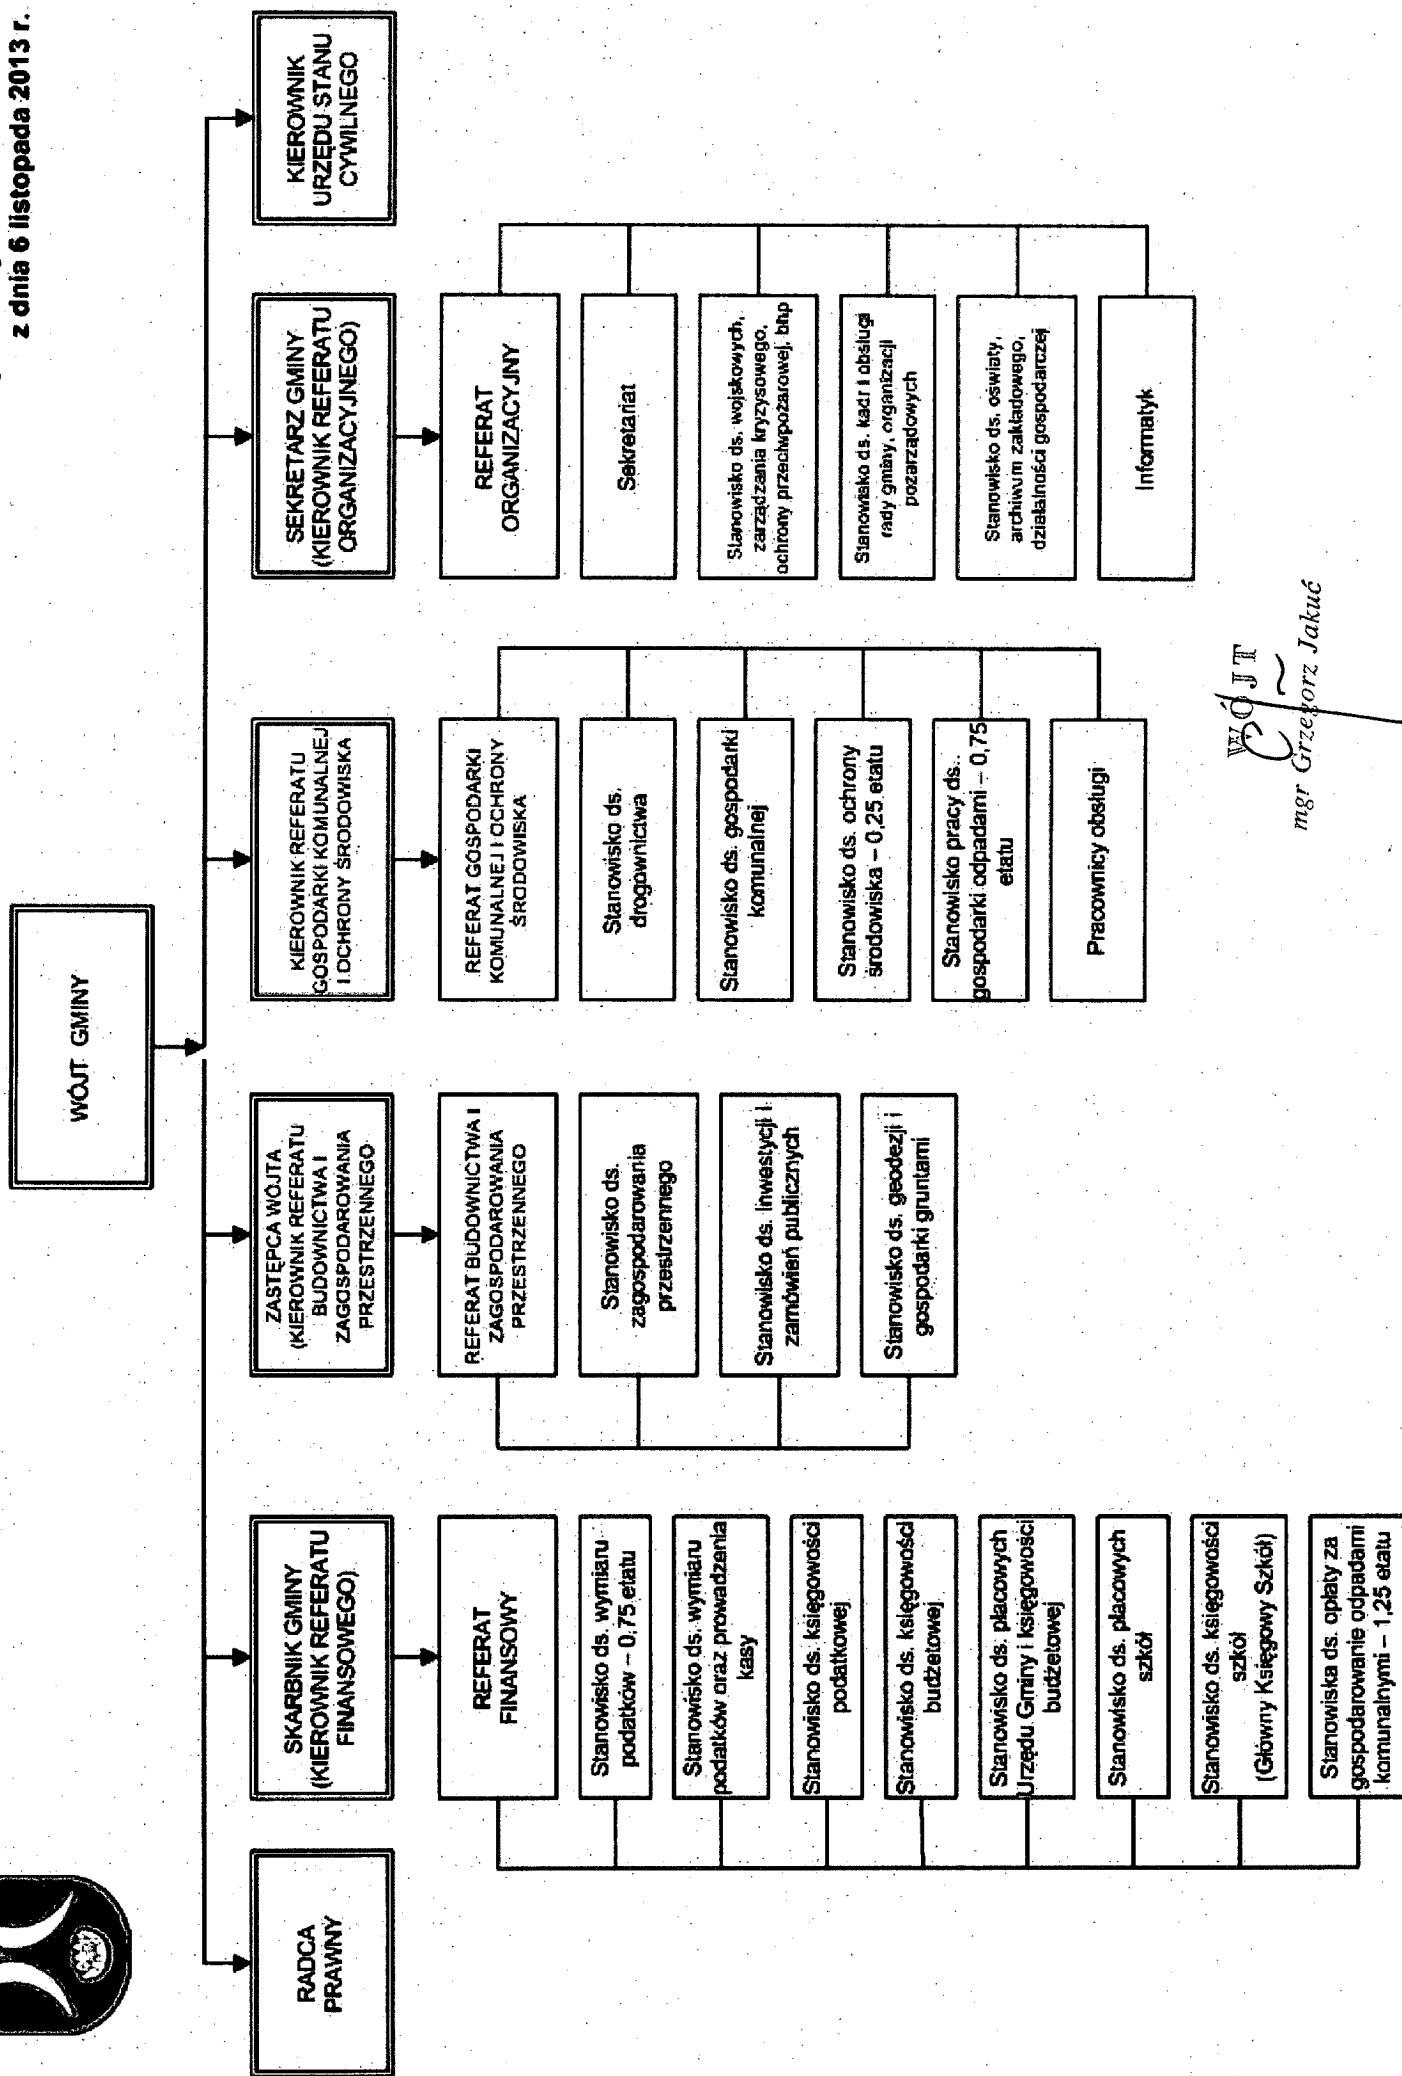 z dnia 6 listopada 2013 r.
WÓJT GMINY
RADCA
PRAWNY
SKARBNIK GMINY
(KIEROWNIK REFERATU
FINANSOWEGO)
ZASTĘPCA WÓJTA
(KIEROWNIK REFERATU
BUDOWNICTWA I
ZAGOSPODAROWANIA
PRZESTRZENNEGO
KIEROWNIK REFERATU
GOSPODARKI KOMUNALNEJ
I OCHRONY ŚRODOWISKA
SEKRETARZ GMINY
(KIEROWNIK REFERATU
ORGANIZACYJNEGO)
KIEROWNIK
URZĘDU STANU
CYWILNEGO
REFERAT
FINANSOWY
Stanowisko ds. wymiaru
podatków – 0,75 etatu
Stanowisko ds. wymiaru
podatków oraz prowadzenia
kasy
Stanowisko ds. księgowości
podatkowej
Stanowisko ds. księgowości
budżetowej
Stanowisko ds. płacowych
Urzędu Gminy i księgowości
budżetowej
Stanowisko ds. płacowych
szkół
Stanowisko ds. księgowości
szkół
(Główny Księgowy Szkół)
Stanowiska ds. opłaty za
gospodarowanie odpadami
komunalnymi – 1,25 etatu
REFERAT BUDOWNICTWA I
ZAGOSPODAROWANIA
PRZESTRZENNEGO
Stanowisko ds.
zagospodarowania
przestrzennego
Stanowisko ds. inwestycji i
zamówień publicznych
Stanowisko ds. geodezji i
gospodarki gruntami
REFERAT GOSPODARKI
KOMUNALNEJ I OCHRONY
ŚRODOWISKA
Stanowisko ds.
drogownictwa
Stanowisko ds. gospodarki
komunalnej
Stanowisko ds. ochrony
środowiska – 0,25 etatu
Stanowisko pracy ds.
gospodarki odpadami – 0,75
etatu
Pracownicy obsługi
REFERAT
ORGANIZACYJNY
Sekretariat
Stanowisko ds. wojskowych,
zarządzania kryzysowego,
ochrony przeciwpożarowej, bhp
Stanowisko ds. kadr i obsługi
rady gminy, organizacji
pozarządowych
Stanowisko ds. oświaty,
archiwum zakładowego,
działalności gospodarczej
Informatyk
WÓJT
mgr Grzegorz Jakuć